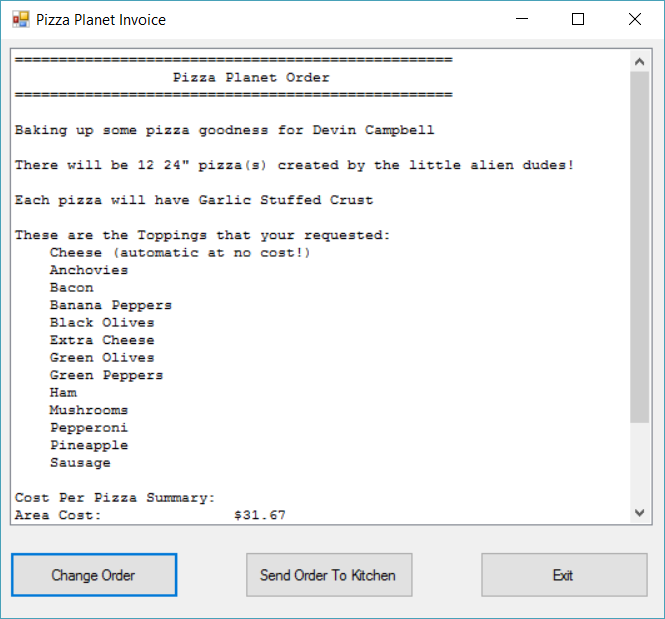 Pizza Planet Invoice
==================================================
Pizza Planet Order
==================================================
Baking up some pizza goodness for Devin Campbell
There will be 12 24" pizza(s) created by the little alien dudes!
Each pizza will have Garlic Stuffed Crust
These are the Toppings that your requested:
Cheese (automatic at no cost!)
Anchovies
Bacon
Banana Peppers
Black Olives
Extra Cheese
Green Olives
Green Peppers
Ham
Mushrooms
Pepperoni
Pineapple
Sausage
Cost Per Pizza Summary:
Area Cost: $31.67
Change Order
Send Order To Kitchen
Exit